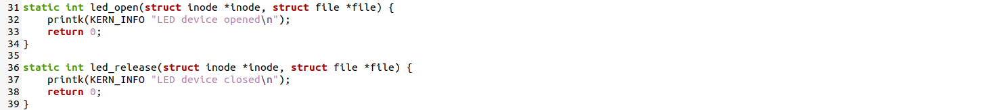 31 static int led_open(struct inode *inode, struct file *file) {
32     printk(KERN_INFO "LED device opened\n");
33     return 0;
34 }
35
36 static int led_release(struct inode *inode, struct file *file) {
37     printk(KERN_INFO "LED device closed\n");
38     return 0;
39 }